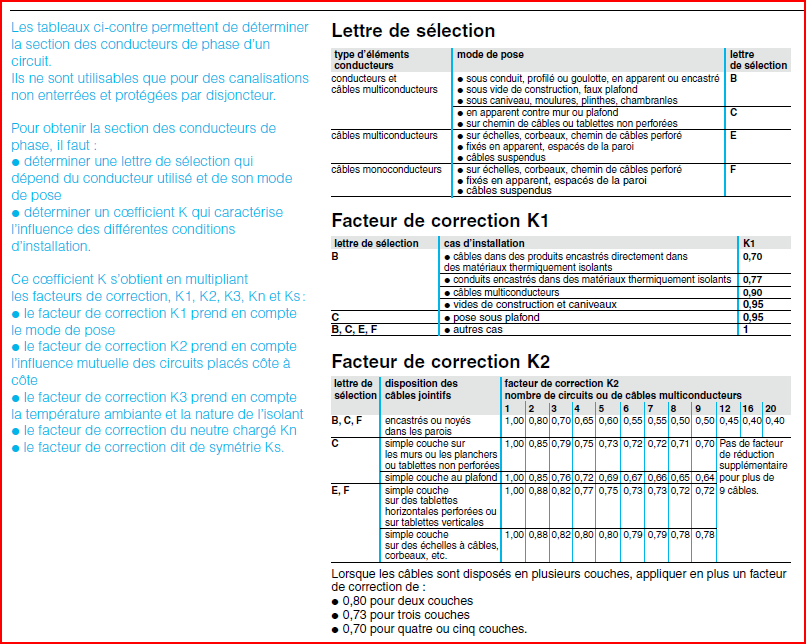 Les tableaux ci-contre permettent de déterminer
la section des conducteurs de phase d'un
circuit.
Ils ne sont utilisables que pour des canalisations
non enterrées et protégées par disjoncteur.
Pour obtenir la section des conducteurs de
phase, il faut :
● déterminer une lettre de sélection qui
dépend du conducteur utilisé et de son mode
de pose
● déterminer un cœfficient K qui caractérise
l'influence des différentes conditions
d'installation.
Ce cœfficient K s'obtient en multipliant
les facteurs de correction, K1, K2, K3, Kn et Ks :
● le facteur de correction K1 prend en compte
le mode de pose
● le facteur de correction K2 prend en compte
l'influence mutuelle des circuits placés côte à
côte
● le facteur de correction K3 prend en compte
la température ambiante et la nature de l'isolant
● le facteur de correction du neutre chargé Kn
● le facteur de correction dit de symétrie Ks.
Lettre de sélection
type d'éléments mode de pose lettre
conducteurs de sélection
conducteurs et ● sous conduit, profilé ou goulotte, en apparent ou encastré B
câbles multiconducteurs ● sous vide de construction, faux plafond
● sous caniveau, moulures, plinthes, chambranles
● en apparent contre mur ou plafond C
● sur chemin de câbles ou tablettes non perforées
câbles multiconducteurs ● sur échelles, corbeaux, chemin de câbles perforé E
● fixés en apparent, espacés de la paroi
● câbles suspendus
câbles monoconducteurs ● sur échelles, corbeaux, chemin de câbles perforé F
● fixés en apparent, espacés de la paroi
● câbles suspendus
Facteur de correction K1
lettre de sélection cas d'installation K1
B ● câbles dans des produits encastrés directement dans 0,70
des matériaux thermiquement isolants
● conduits encastrés dans des matériaux thermiquement isolants 0,77
● câbles multiconducteurs 0,90
● vides de construction et caniveaux 0,95
C ● pose sous plafond 0,95
B, C, E, F ● autres cas 1
Facteur de correction K2
lettre de disposition des facteur de correction K2
sélection câbles jointifs nombre de circuits ou de câbles multiconducteurs
1 2 3 4 5 6 7 8 9 12 16 20
B, C, F encastrés ou noyés 1,00 0,80 0,70 0,65 0,60 0,55 0,55 0,50 0,50 0,45 0,40 0,40
dans les parois
C simple couche sur 1,00 0,85 0,79 0,75 0,73 0,72 0,72 0,71 0,70 Pas de facteur
les murs ou les planchers de réduction
ou tablettes non perforées supplémentaire
simple couche au plafond 1,00 0,85 0,76 0,72 0,69 0,67 0,66 0,65 0,64 pour plus de
E, F simple couche 1,00 0,88 0,82 0,77 0,75 0,73 0,73 0,72 0,72 9 câbles.
sur des tablettes
horizontales perforées ou
sur tablettes verticales
simple couche 1,00 0,88 0,82 0,80 0,80 0,79 0,79 0,78 0,78
sur des échelles à câbles,
corbeaux, etc.
Lorsque les câbles sont disposés en plusieurs couches, appliquer en plus un facteur
de correction de :
● 0,80 pour deux couches
● 0,73 pour trois couches
● 0,70 pour quatre ou cinq couches.